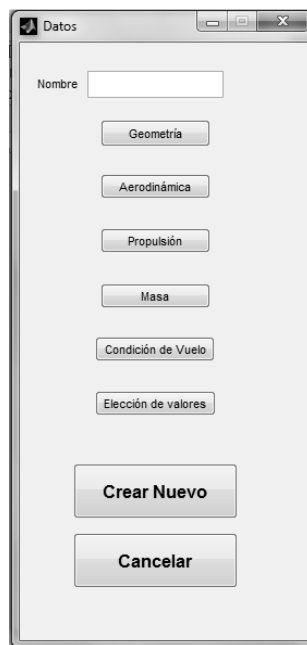 Datos
Nombre
Geometría
Aerodinámica
Propulsión
Masa
Condición de Vuelo
Elección de valores
Crear Nuevo
Cancelar